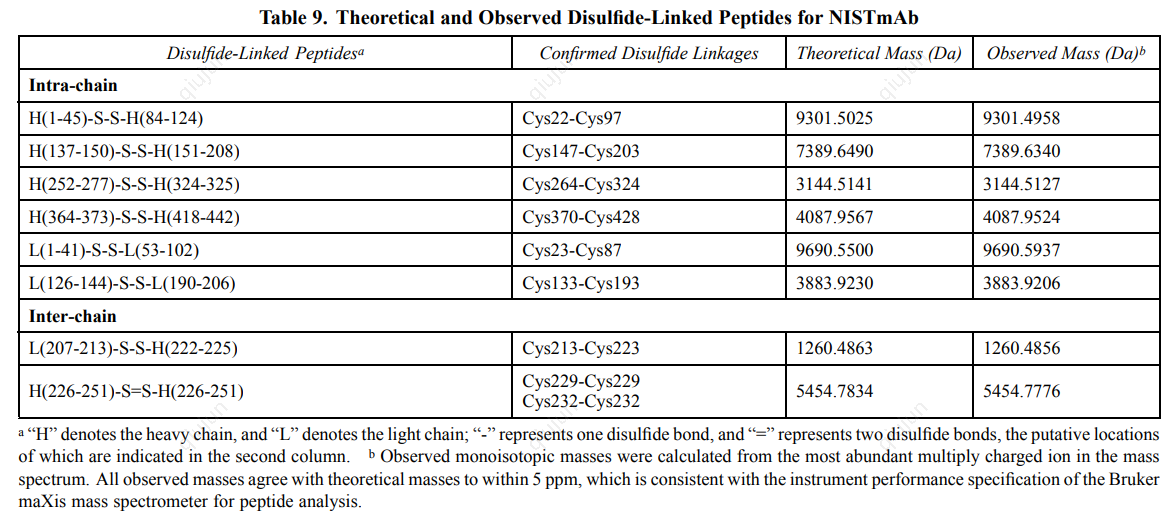 Table 9. Theoretical and Observed Disulfide-Linked Peptides for NISTmAb
Disulfide-Linked Peptidesᵃ Confirmed Disulfide Linkages Theoretical Mass (Da) Observed Mass (Da)ᵇ
Intra-chain
H(1-45)-S-S-H(84-124) Cys22-Cys97 9301.5025 9301.4958
H(137-150)-S-S-H(151-208) Cys147-Cys203 7389.6490 7389.6340
H(252-277)-S-S-H(324-325) Cys264-Cys324 3144.5141 3144.5127
H(364-373)-S-S-H(418-442) Cys370-Cys428 4087.9567 4087.9524
L(1-41)-S-S-L(53-102) Cys23-Cys87 9690.5500 9690.5937
L(126-144)-S-S-L(190-206) Cys133-Cys193 3883.9230 3883.9206
Inter-chain
L(207-213)-S-S-H(222-225) Cys213-Cys223 1260.4863 1260.4856
H(226-251)-S=S-H(226-251) Cys229-Cys229 5454.7834 5454.7776
Cys232-Cys232
ᵃ “H” denotes the heavy chain, and “L” denotes the light chain; “-” represents one disulfide bond, and “=” represents two disulfide bonds, the putative locations
of which are indicated in the second column. ᵇ Observed monoisotopic masses were calculated from the most abundant multiply charged ion in the mass
spectrum. All observed masses agree with theoretical masses to within 5 ppm, which is consistent with the instrument performance specification of the Bruker
maXis mass spectrometer for peptide analysis.
qiujun
qiujun
qiujun
qiujun
qiujun
qiujun